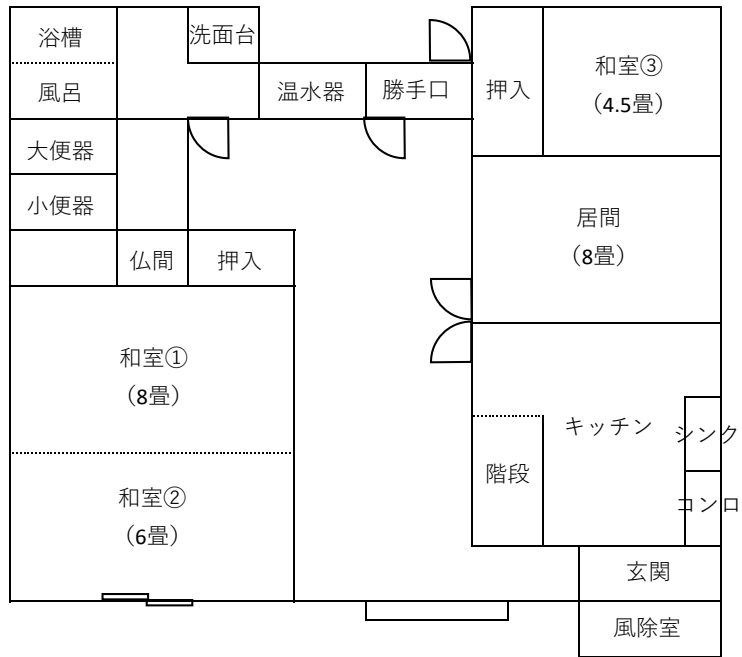 浴槽
洗面台
和室③
(4.5畳)
風呂
温水器
勝手口
押入
大便器
小便器
居間
(8畳)
仏間
押入
和室①
(8畳)
キッチン
シンク
階段
和室②
(6畳)
コンロ
玄関
風除室